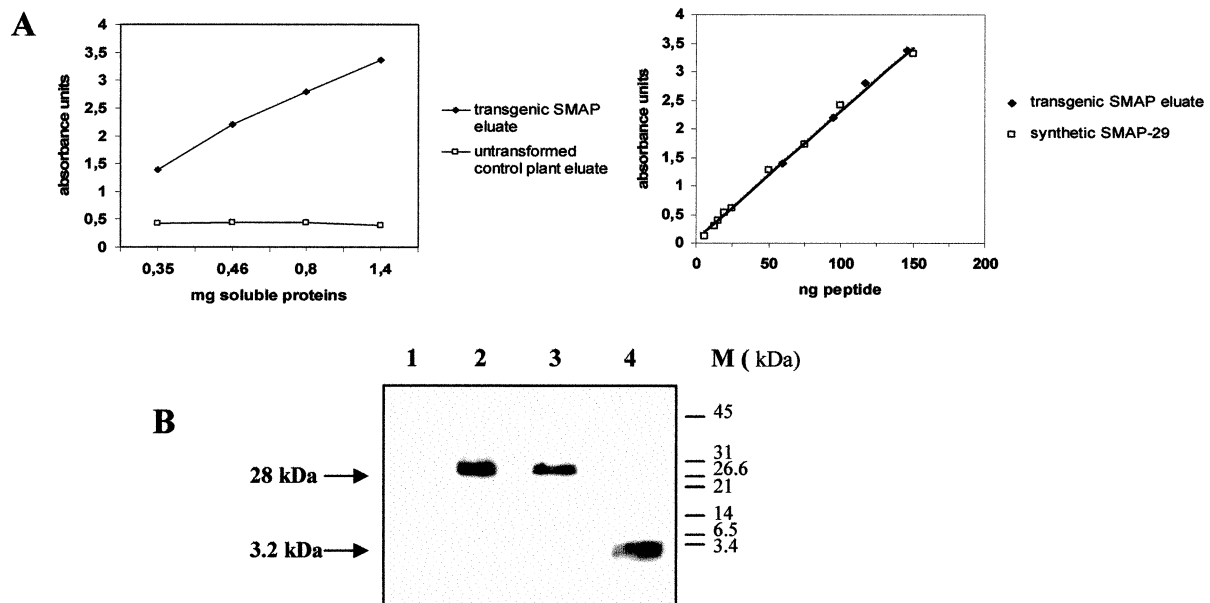 A
4
3,5
3
2,5
2
1,5
1
0,5
0
absorbance units
0,35 0,46 0,8 1,4
mg soluble proteins
transgenic SMAP
eluate
untransformed
control plant eluate
4
3,5
3
2,5
2
1,5
1
0,5
0
absorbance units
0 50 100 150 200
ng peptide
transgenic SMAP eluate
synthetic SMAP-29
B
1 2 3 4 M ( kDa)
28 kDa
3.2 kDa
45
31
26.6
21
14
6.5
3.4